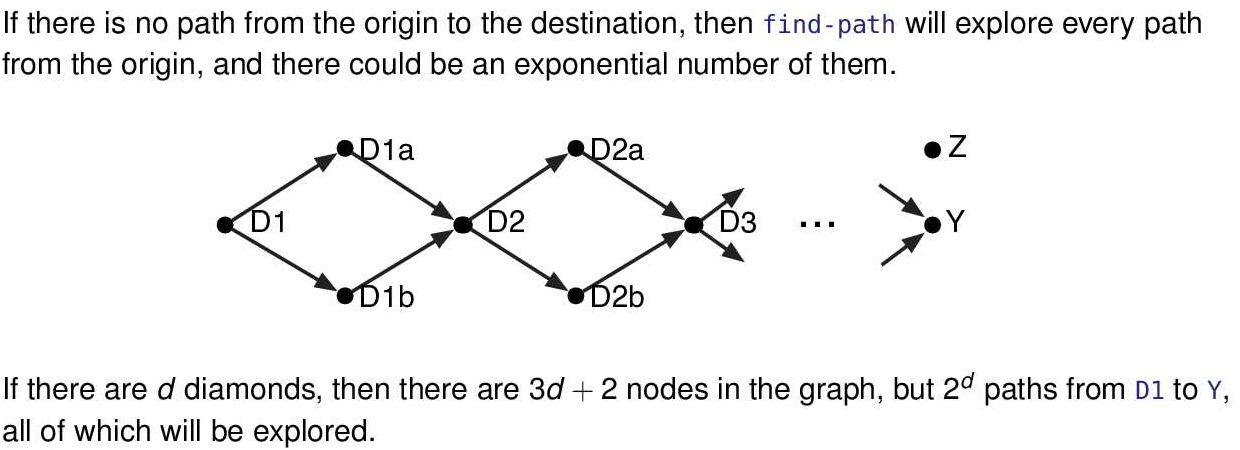 If there is no path from the origin to the destination, then find-path will explore every path
from the origin, and there could be an exponential number of them.
D1a
D2a
Z
D1
D2
D3
...
Y
D1b
D2b
If there are d diamonds, then there are 3d + 2 nodes in the graph, but 2^d paths from D1 to Y,
all of which will be explored.